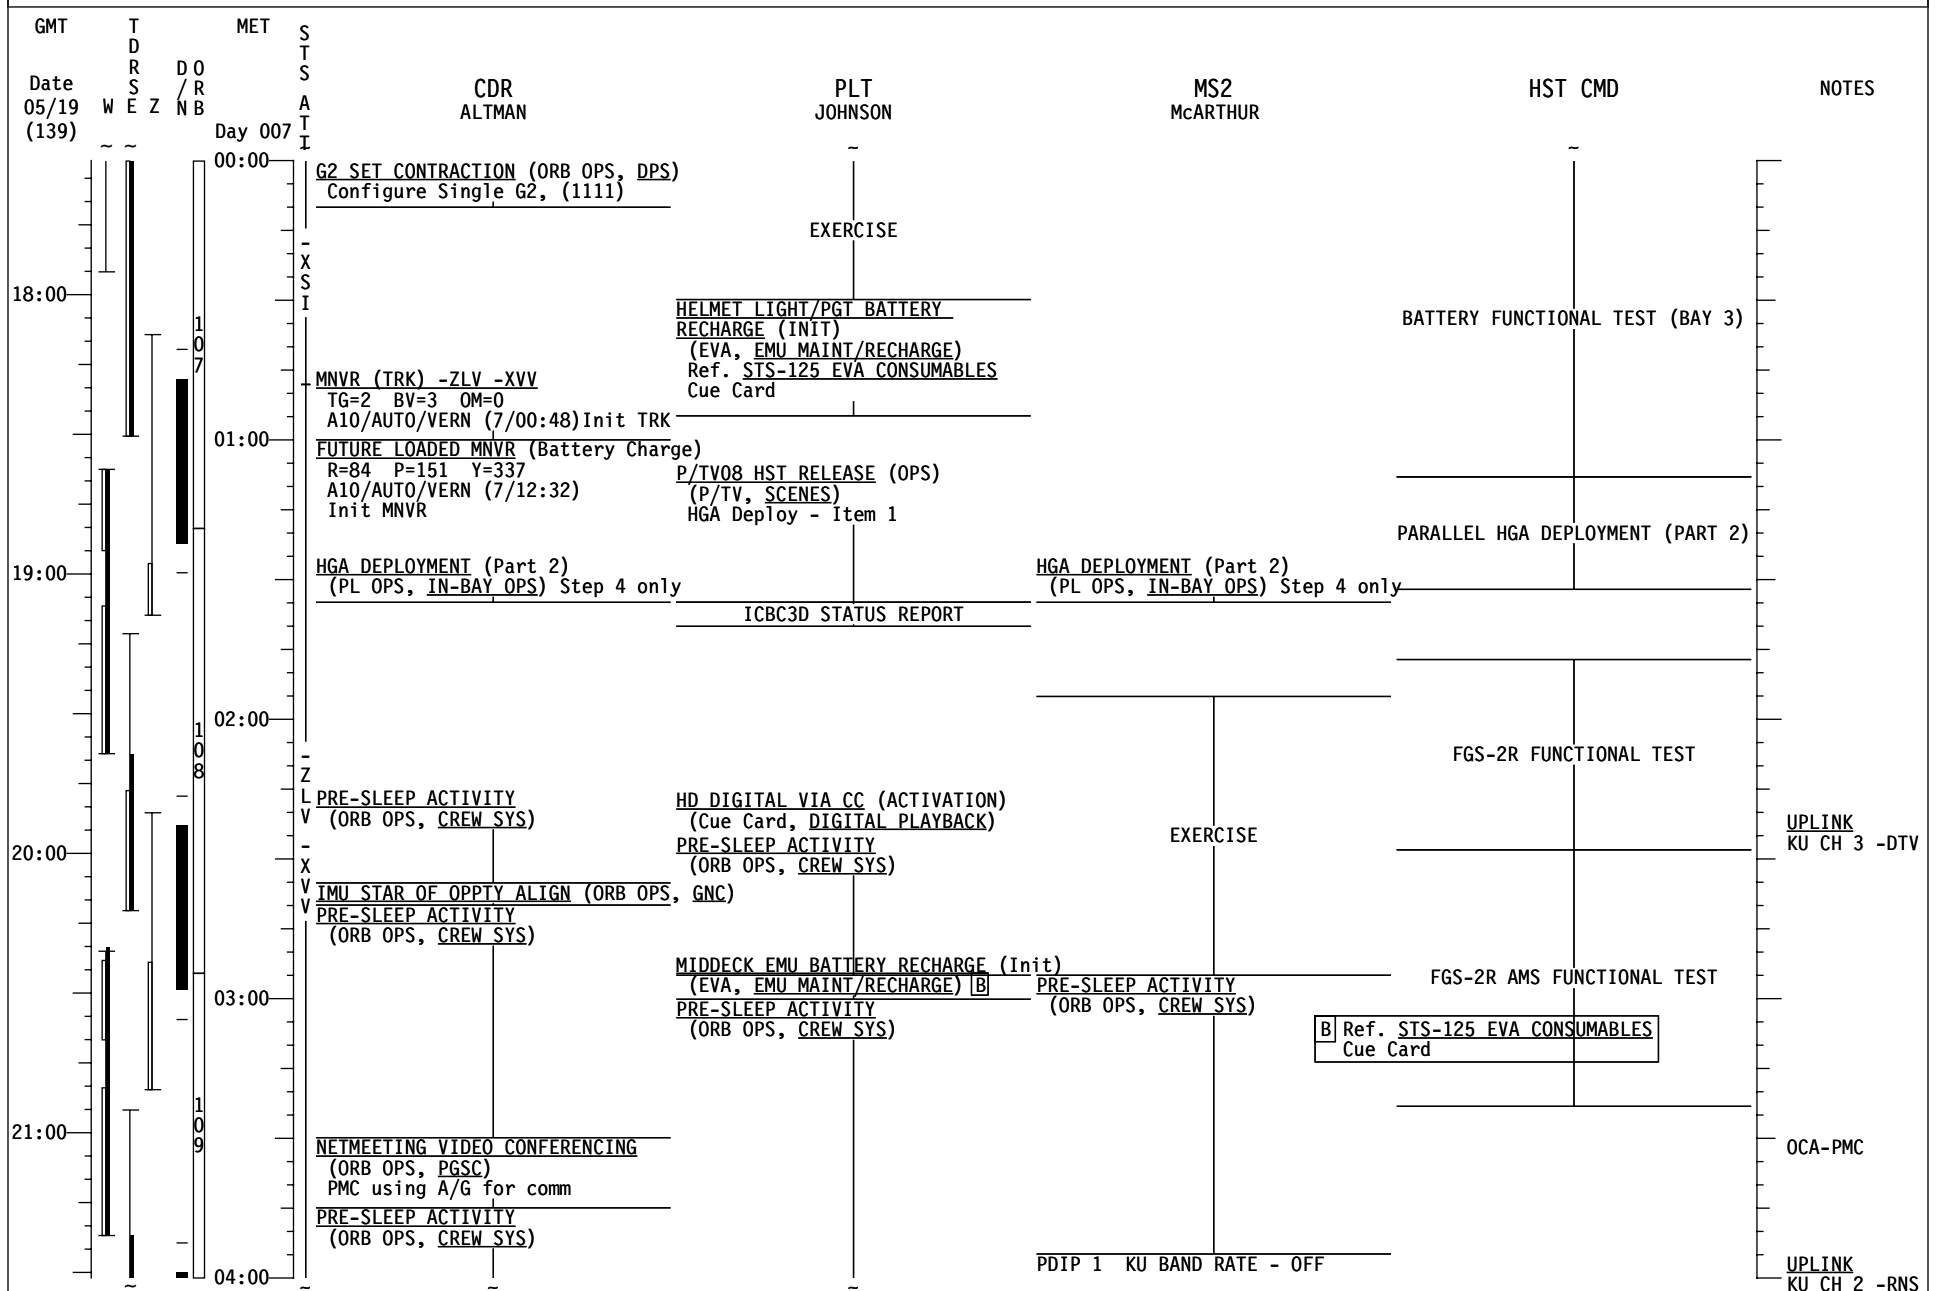 GMT
TDRSE
MET
STS ATT
Date
05/19
(139)
W E Z
D/N
ORB
Day 007
CDR
ALTMAN
PLT
JOHNSON
MS2
McARTHUR
HST CMD
NOTES
~ ~ ~ ~
00:00
G2 SET CONTRACTION (ORB OPS, DPS)
Configure Single G2, (1111)
EXERCISE
-XSI
18:00
107
HELMET LIGHT/PGT BATTERY
RECHARGE (INIT)
(EVA, EMU MAINT/RECHARGE)
Ref. STS-125 EVA CONSUMABLES
Cue Card
BATTERY FUNCTIONAL TEST (BAY 3)
MNVR (TRK) -ZLV -XVV
TG=2 BV=3 OM=0
A10/AUTO/VERN (7/00:48)Init TRK
01:00
FUTURE LOADED MNVR (Battery Charge)
R=84 P=151 Y=337
A10/AUTO/VERN (7/12:32)
Init MNVR
P/TV08 HST RELEASE (OPS)
(P/TV, SCENES)
HGA Deploy - Item 1
PARALLEL HGA DEPLOYMENT (PART 2)
19:00
HGA DEPLOYMENT (Part 2)
(PL OPS, IN-BAY OPS) Step 4 only
HGA DEPLOYMENT (Part 2)
(PL OPS, IN-BAY OPS) Step 4 only
ICBC3D STATUS REPORT
02:00
108
-ZLV -XVV
FGS-2R FUNCTIONAL TEST
PRE-SLEEP ACTIVITY
(ORB OPS, CREW SYS)
HD DIGITAL VIA CC (ACTIVATION)
(Cue Card, DIGITAL PLAYBACK)
PRE-SLEEP ACTIVITY
(ORB OPS, CREW SYS)
EXERCISE
UPLINK
KU CH 3 -DTV
20:00
IMU STAR OF OPPTY ALIGN (ORB OPS, GNC)
PRE-SLEEP ACTIVITY
(ORB OPS, CREW SYS)
MIDDECK EMU BATTERY RECHARGE (Init)
(EVA, EMU MAINT/RECHARGE) B
03:00
PRE-SLEEP ACTIVITY
(ORB OPS, CREW SYS)
PRE-SLEEP ACTIVITY
(ORB OPS, CREW SYS)
FGS-2R AMS FUNCTIONAL TEST
B Ref. STS-125 EVA CONSUMABLES
Cue Card
109
21:00
NETMEETING VIDEO CONFERENCING
(ORB OPS, PGSC)
PMC using A/G for comm
OCA-PMC
PRE-SLEEP ACTIVITY
(ORB OPS, CREW SYS)
04:00
PDIP 1 KU BAND RATE - OFF
UPLINK
KU CH 2 -RNS
~ ~ ~ ~